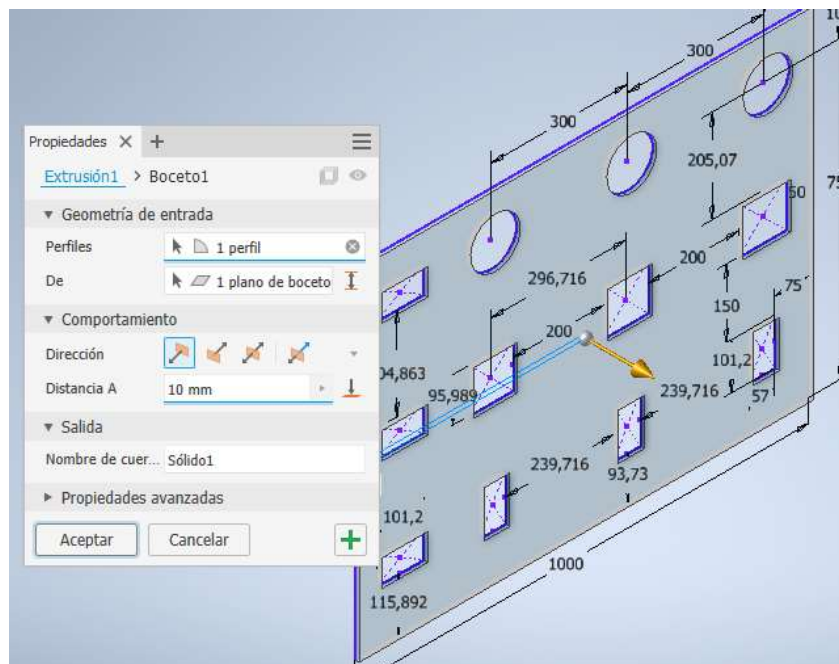 Propiedades
Extrusión1 > Boceto1
Geometría de entrada
Perfiles 1 perfil
De 1 plano de boceto
Comportamiento
Dirección
Distancia A 10 mm
Salida
Nombre de cuer... Sólido1
Propiedades avanzadas
Aceptar Cancelar
300
300
205,07
50
296,716
200
200
75
150
04,863
95,989
101,2
239,716
57
239,716
93,73
101,2
1000
115,892